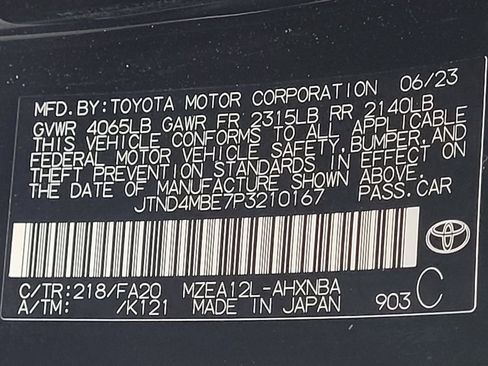 MFD.BY:TOYOTA MOTOR CORPORATION 06/23
GVWR 4065LB GAWR FR 2315LB RR 2140LB
THIS VEHICLE CONFORMS TO ALL APPLICABLE
FEDERAL MOTOR VEHICLE SAFETY,BUMPER,AND
THEFT PREVENTION STANDARDS IN EFFECT ON
THE DATE OF MANUFACTURE SHOWN ABOVE.
JTND4MBE7P3210167 PASS.CAR
C/TR:218/FA20 MZEA12L-AHXNBA
A/TM: /K121 MADE IN JAPAN 903 C